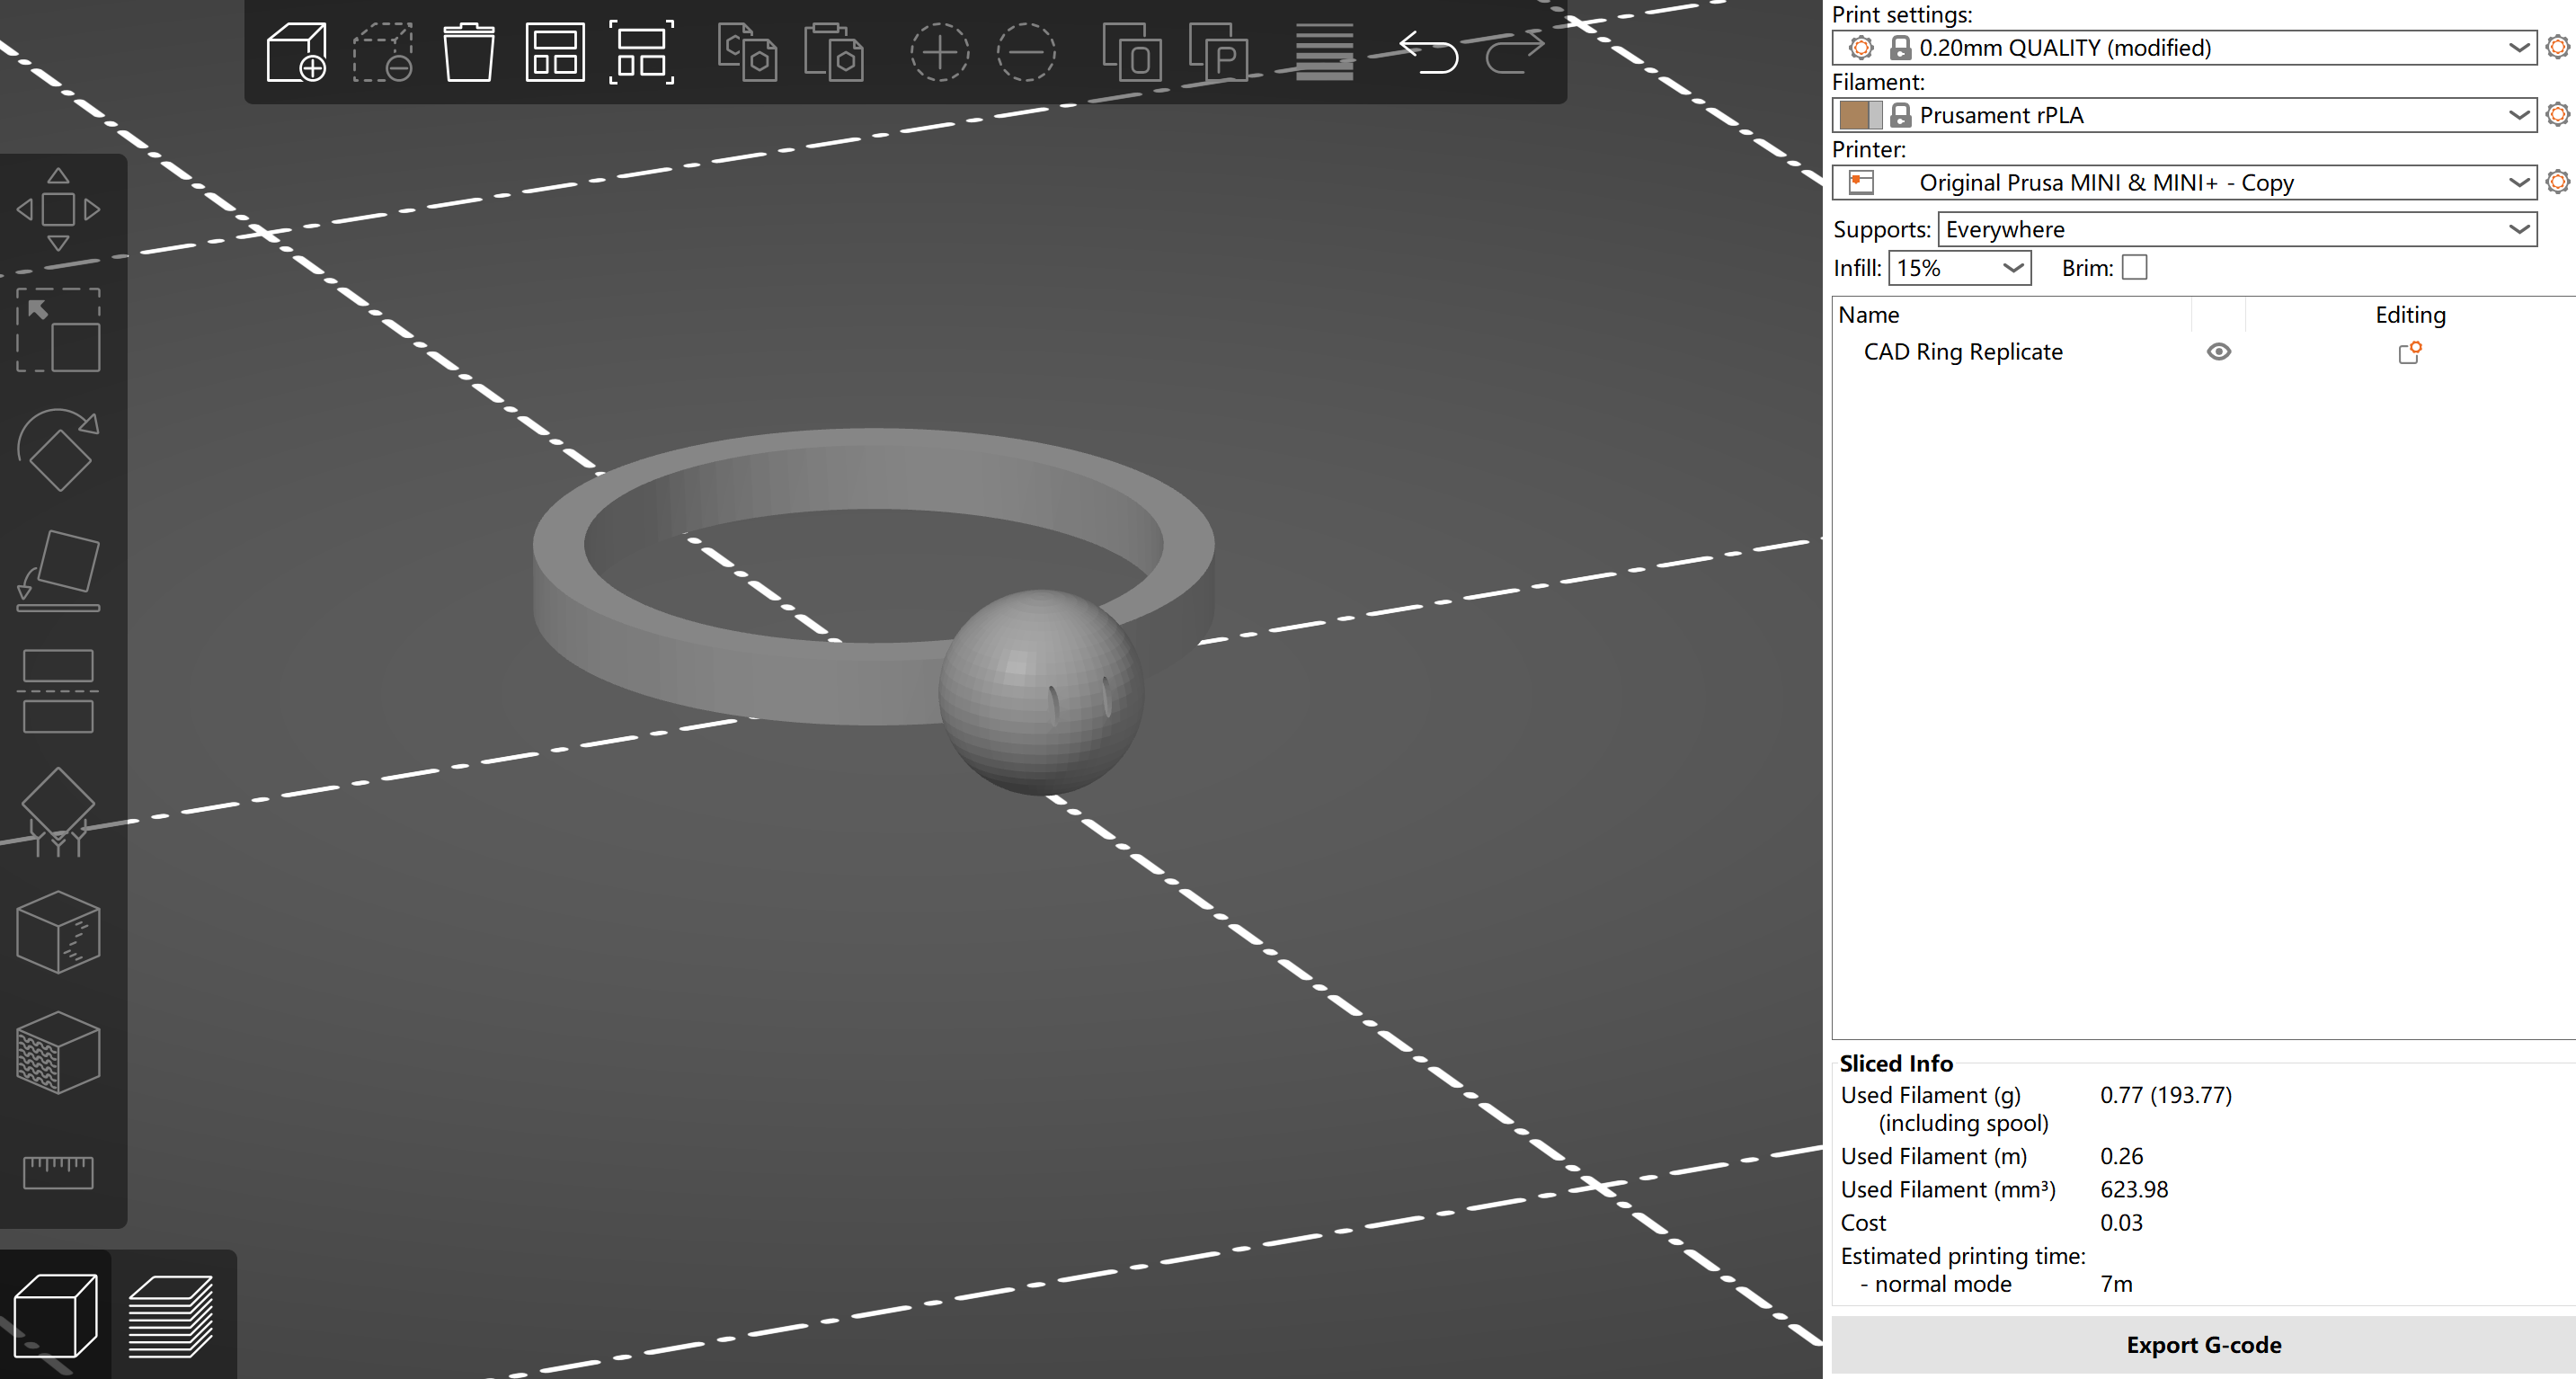 Print settings:
0.20mm QUALITY (modified)
Filament:
Prusament rPLA
Printer:
Original Prusa MINI & MINI+ - Copy
Supports: Everywhere
Infill: 15% Brim:
Name Editing
CAD Ring Replicate
Sliced Info
Used Filament (g) 0.77 (193.77)
(including spool)
Used Filament (m) 0.26
Used Filament (mm³) 623.98
Cost 0.03
Estimated printing time:
- normal mode 7m
Export G-code